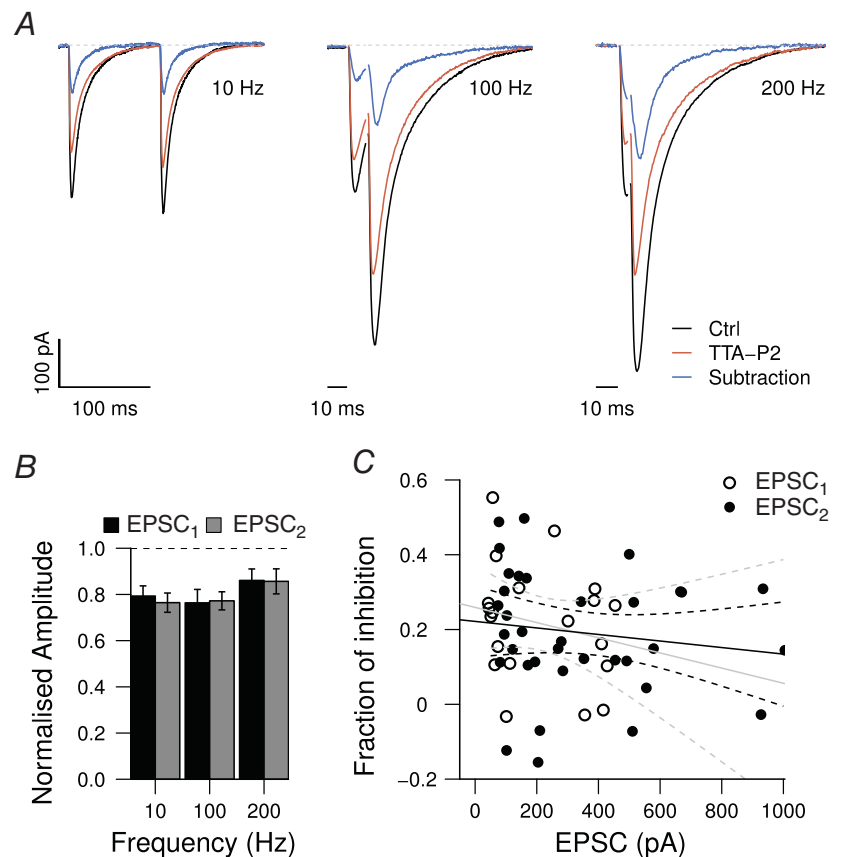 A
10 Hz
100 Hz
200 Hz
100 pA
100 ms
10 ms
10 ms
Ctrl
TTA−P2
Subtraction
B
EPSC1 EPSC2
Normalised Amplitude
1.0
0.8
0.6
0.4
0.2
0.0
10 100 200
Frequency (Hz)
C
EPSC1
EPSC2
Fraction of inhibition
0.6
0.4
0.2
0
−0.2
0 200 400 600 800 1000
EPSC (pA)